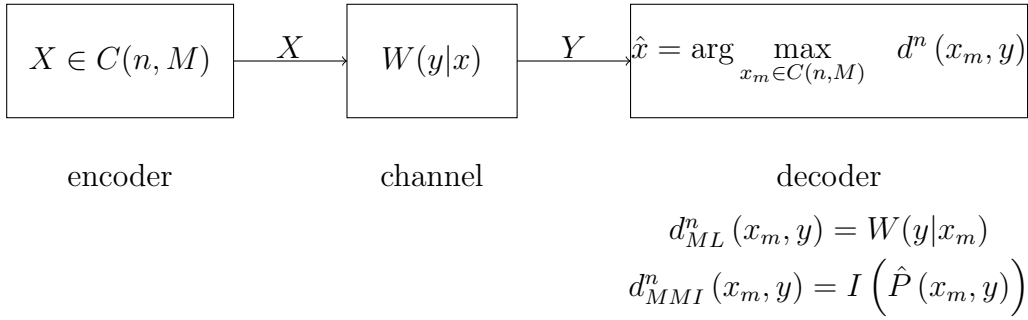 X ∈ C(n, M)
X
W(y|x)
Y
x̂ = arg max_{x_m ∈ C(n,M)} d^n (x_m, y)
encoder
channel
decoder
d^n_{ML} (x_m, y) = W(y|x_m)
d^n_{MMI} (x_m, y) = I (P̂ (x_m, y))